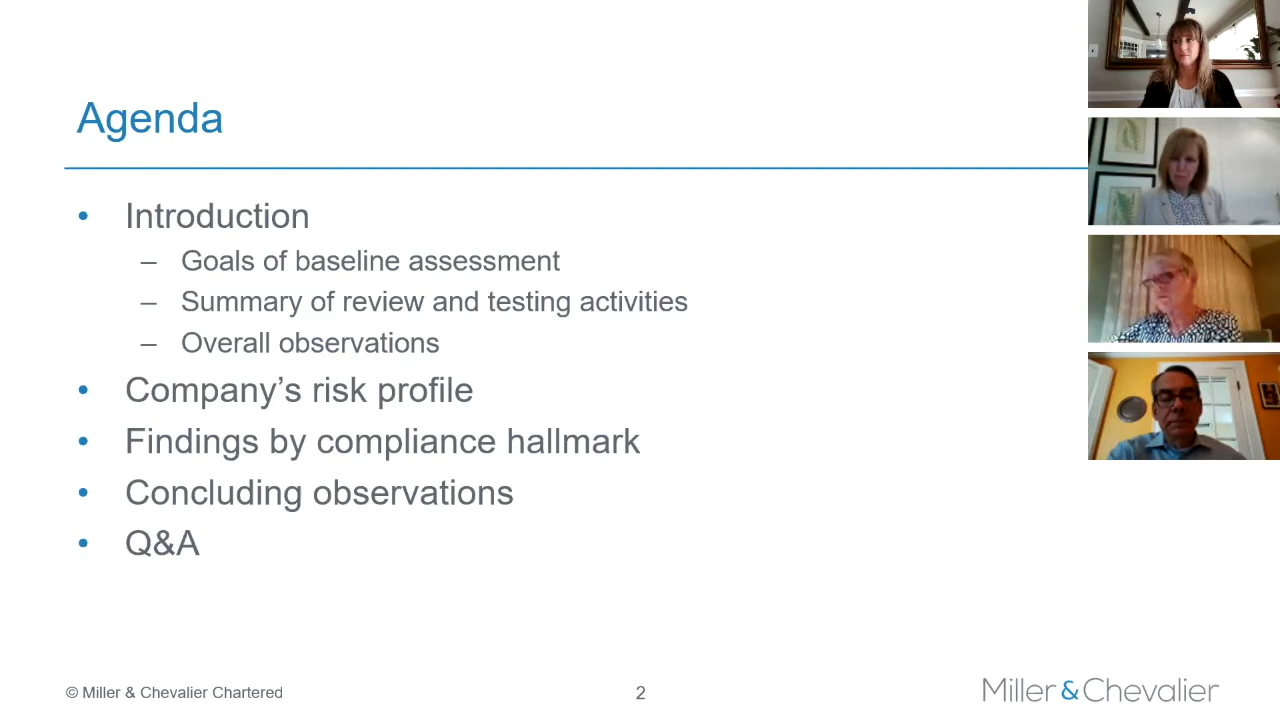 Agenda
• Introduction
– Goals of baseline assessment
– Summary of review and testing activities
– Overall observations
• Company’s risk profile
• Findings by compliance hallmark
• Concluding observations
• Q&A
© Miller & Chevalier Chartered
2
Miller&Chevalier